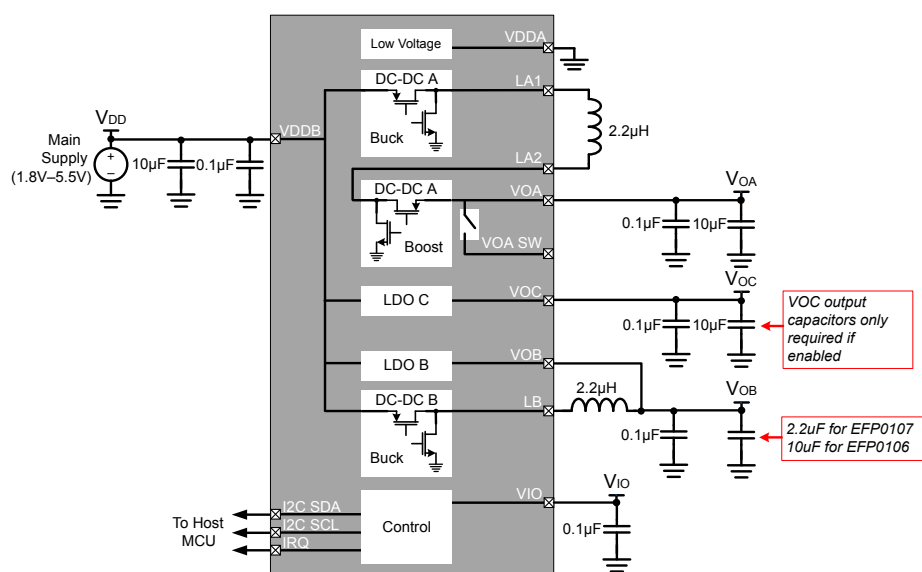 Low Voltage
VDDA
DC-DC A
LA1
Buck
2.2µH
VDD
VDDB
Main
Supply
(1.8V–5.5V)
+
−
10µF
0.1µF
LA2
DC-DC A
VOA
Boost
VOA SW
VOA
0.1µF
10µF
LDO C
VOC
VOC
0.1µF
10µF
VOC output
capacitors only
required if
enabled
LDO B
VOB
DC-DC B
LB
Buck
2.2µH
VOB
0.1µF
2.2uF for EFP0107
10uF for EFP0106
VIO
VIO
0.1µF
Control
I2C SDA
I2C SCL
IRQ
To Host
MCU